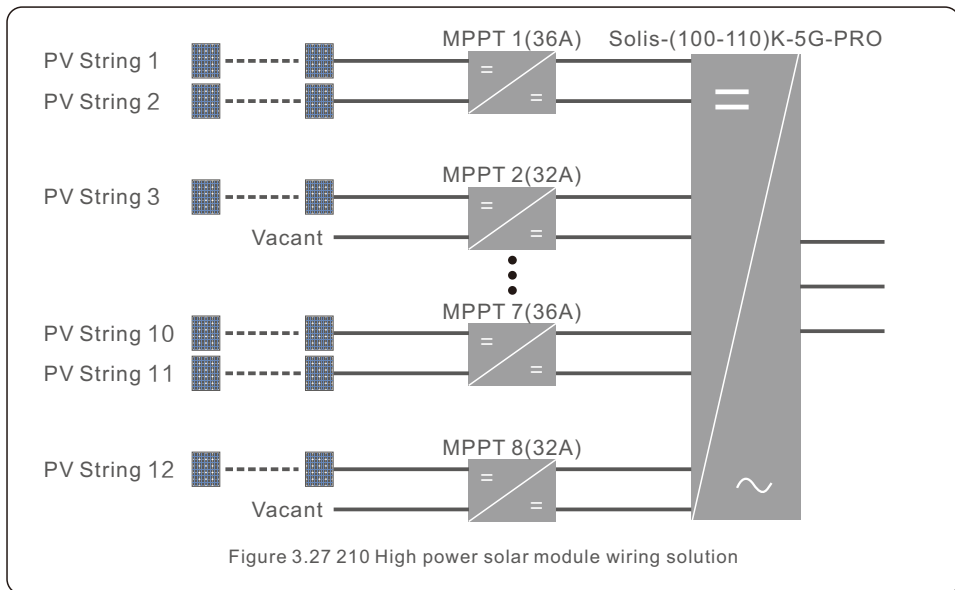 MPPT 1(36A) Solis-(100-110)K-5G-PRO
PV String 1
PV String 2
MPPT 2(32A)
PV String 3
Vacant
MPPT 7(36A)
PV String 10
PV String 11
MPPT 8(32A)
PV String 12
Vacant
Figure 3.27 210 High power solar module wiring solution